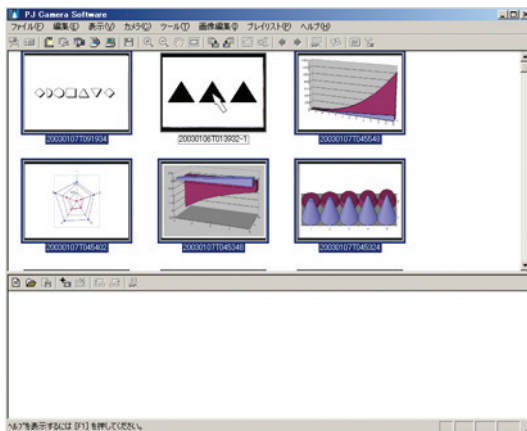 PJ Camera Software
ファイル(F) 編集(E) 表示(V) カメラ(C) ツール(T) 画像編集(I) プレイリスト(P) ヘルプ(H)
20030107T091934 20030106T013932-1 20030107T045548
20030107T045402 20030107T045348 20030107T045324
ヘルプを表示するには [F1] を押してください。